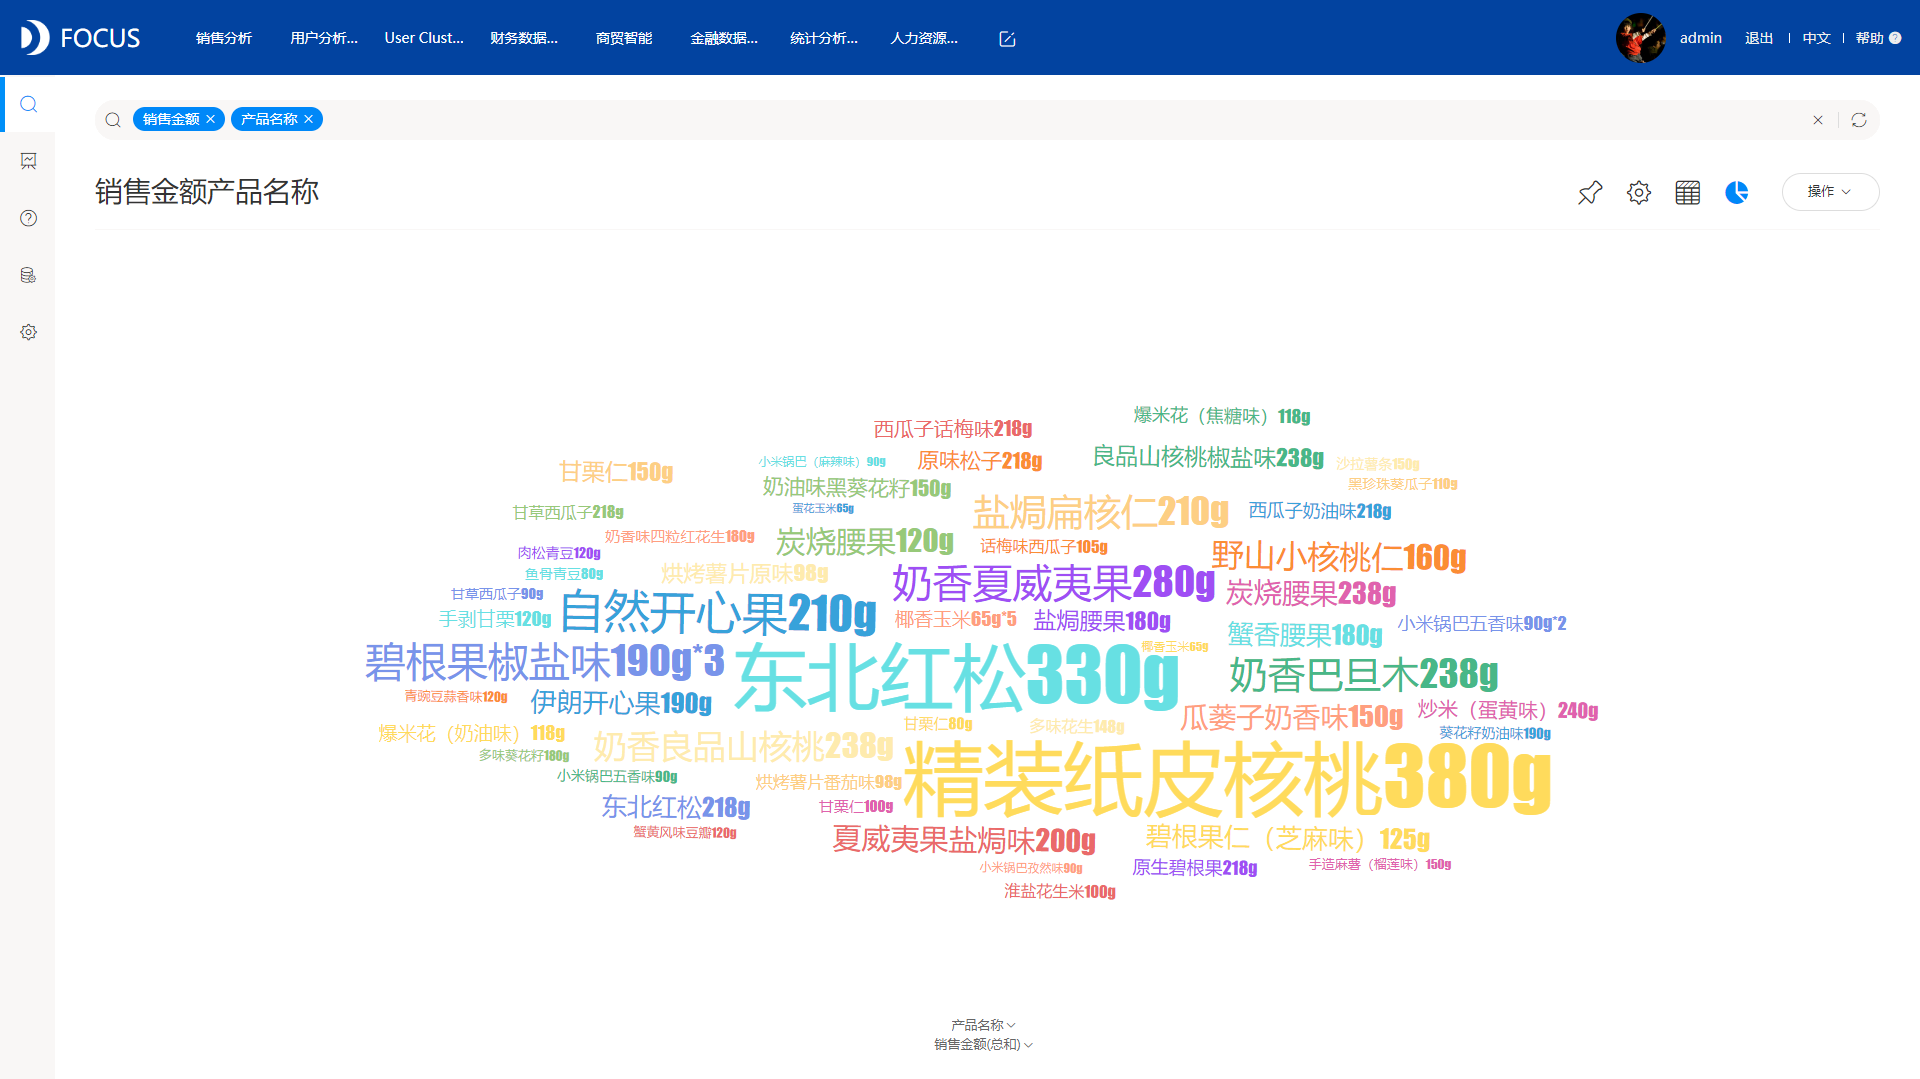 FOCUS
销售分析
用户分析...
User Clust...
财务数据...
商贸智能
金融数据...
统计分析...
人力资源...
admin
退出
中文
帮助
销售金额
产品名称
销售金额产品名称
操作
爆米花（焦糖味）118g
西瓜子话梅味218g
良品山核桃椒盐味238g
小米锅巴（麻辣味）90g
原味松子218g
沙拉薯条150g
甘栗仁150g
黑珍珠葵瓜子110g
奶油味黑葵花籽150g
蛋花玉米65g
盐焗扁核仁210g
西瓜子奶油味218g
甘草西瓜子218g
奶香味四粒红花生180g
炭烧腰果120g
话梅味西瓜子105g
野山小核桃仁160g
肉松青豆120g
鱼骨青豆80g
烘烤薯片原味98g
奶香夏威夷果280g
炭烧腰果238g
甘草西瓜子90g
自然开心果210g
手剥甘栗120g
椰香玉米65g*5
盐焗腰果180g
蟹香腰果180g
小米锅巴五香味90g*2
椰香玉米65g
碧根果椒盐味190g*3
东北红松330g
奶香巴旦木238g
青豌豆蒜香味120g
伊朗开心果190g
瓜蒌子奶香味150g
炒米（蛋黄味）240g
甘栗仁80g
多味花生148g
爆米花（奶油味）118g
葵花籽奶油味190g
奶香良品山核桃238g
多味葵花籽180g
小米锅巴五香味90g
烘烤薯片番茄味98g
精装纸皮核桃380g
东北红松218g
甘栗仁100g
蟹黄风味豆瓣120g
夏威夷果盐焗味200g
碧根果仁（芝麻味）125g
小米锅巴孜然味90g
原生碧根果218g
手造麻薯（榴莲味）150g
淮盐花生米100g
产品名称
销售金额(总和)